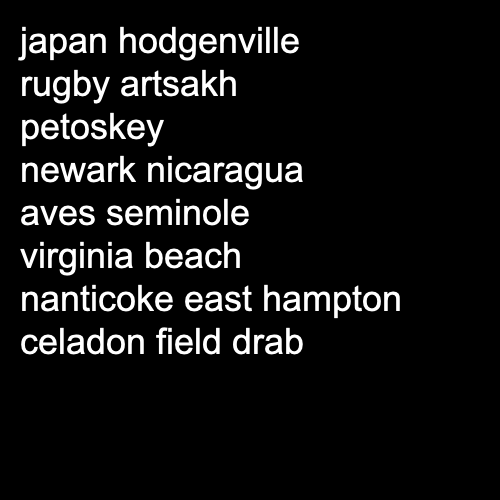 japan hodgenville
rugby artsakh
petoskey
newark nicaragua
aves seminole
virginia beach
nanticoke east hampton
celadon field drab